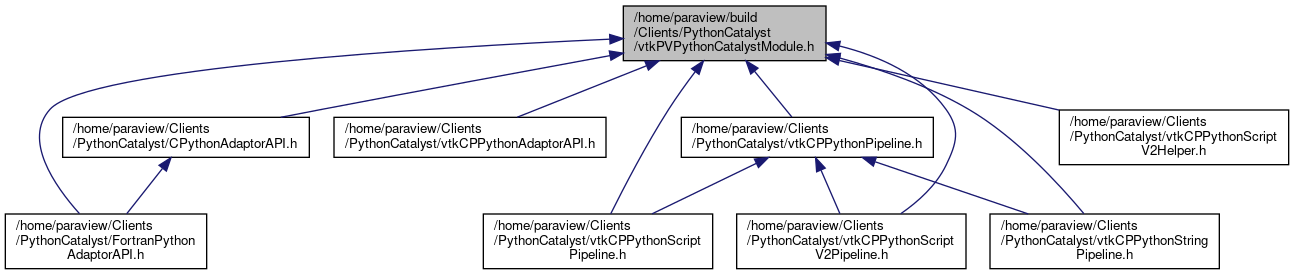 /home/paraview/build
/Clients/PythonCatalyst
/vtkPVPythonCatalystModule.h
/home/paraview/Clients
/PythonCatalyst/CPythonAdaptorAPI.h
/home/paraview/Clients
/PythonCatalyst/vtkCPPythonAdaptorAPI.h
/home/paraview/Clients
/PythonCatalyst/vtkCPPythonPipeline.h
/home/paraview/Clients
/PythonCatalyst/vtkCPPythonScript
V2Helper.h
/home/paraview/Clients
/PythonCatalyst/FortranPython
AdaptorAPI.h
/home/paraview/Clients
/PythonCatalyst/vtkCPPythonScript
Pipeline.h
/home/paraview/Clients
/PythonCatalyst/vtkCPPythonScript
V2Pipeline.h
/home/paraview/Clients
/PythonCatalyst/vtkCPPythonString
Pipeline.h